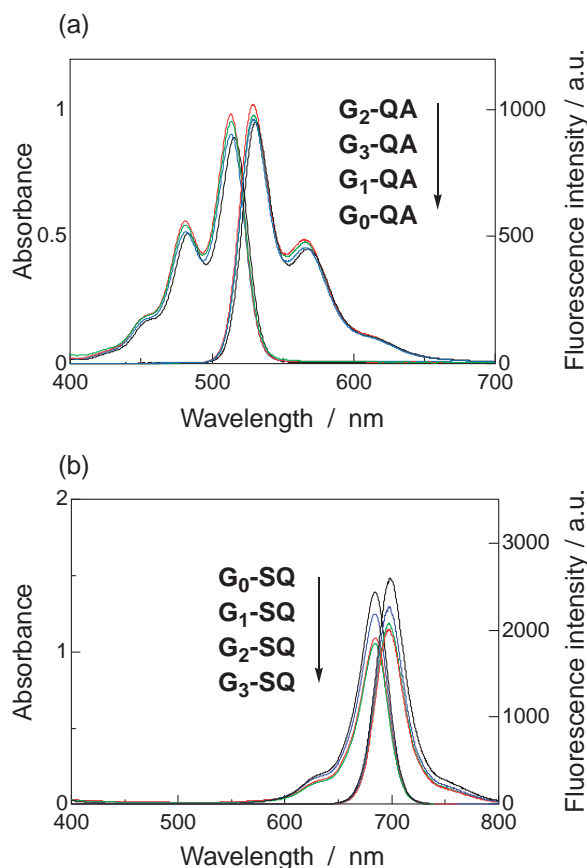 (a)
Absorbance
Fluorescence intensity / a.u.
1
0.5
0
1000
500
0
G₂-QA
G₃-QA
G₁-QA
G₀-QA
400 500 600 700
Wavelength / nm
(b)
Absorbance
Fluorescence intensity / a.u.
2
1
0
3000
2000
1000
0
G₀-SQ
G₁-SQ
G₂-SQ
G₃-SQ
400 500 600 700 800
Wavelength / nm